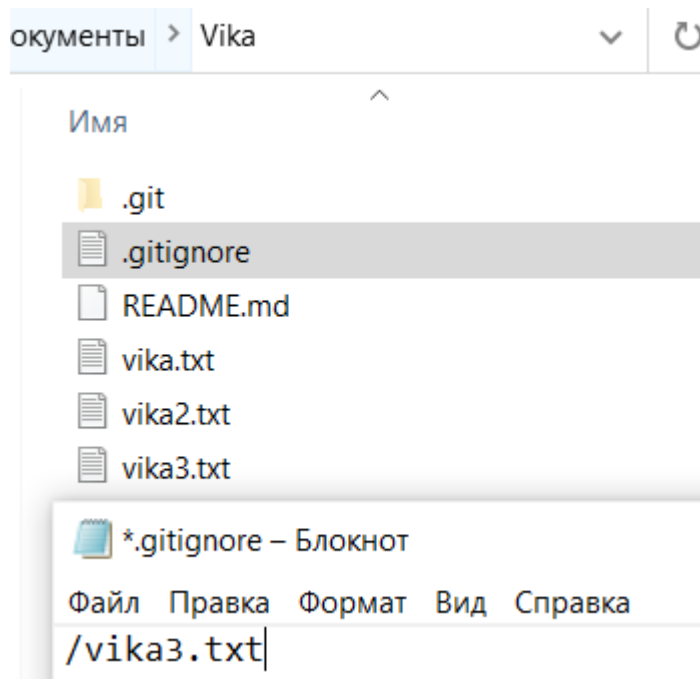 окументы > Vika
Имя
.git
.gitignore
README.md
vika.txt
vika2.txt
vika3.txt
*.gitignore – Блокнот
Файл Правка Формат Вид Справка
/vika3.txt